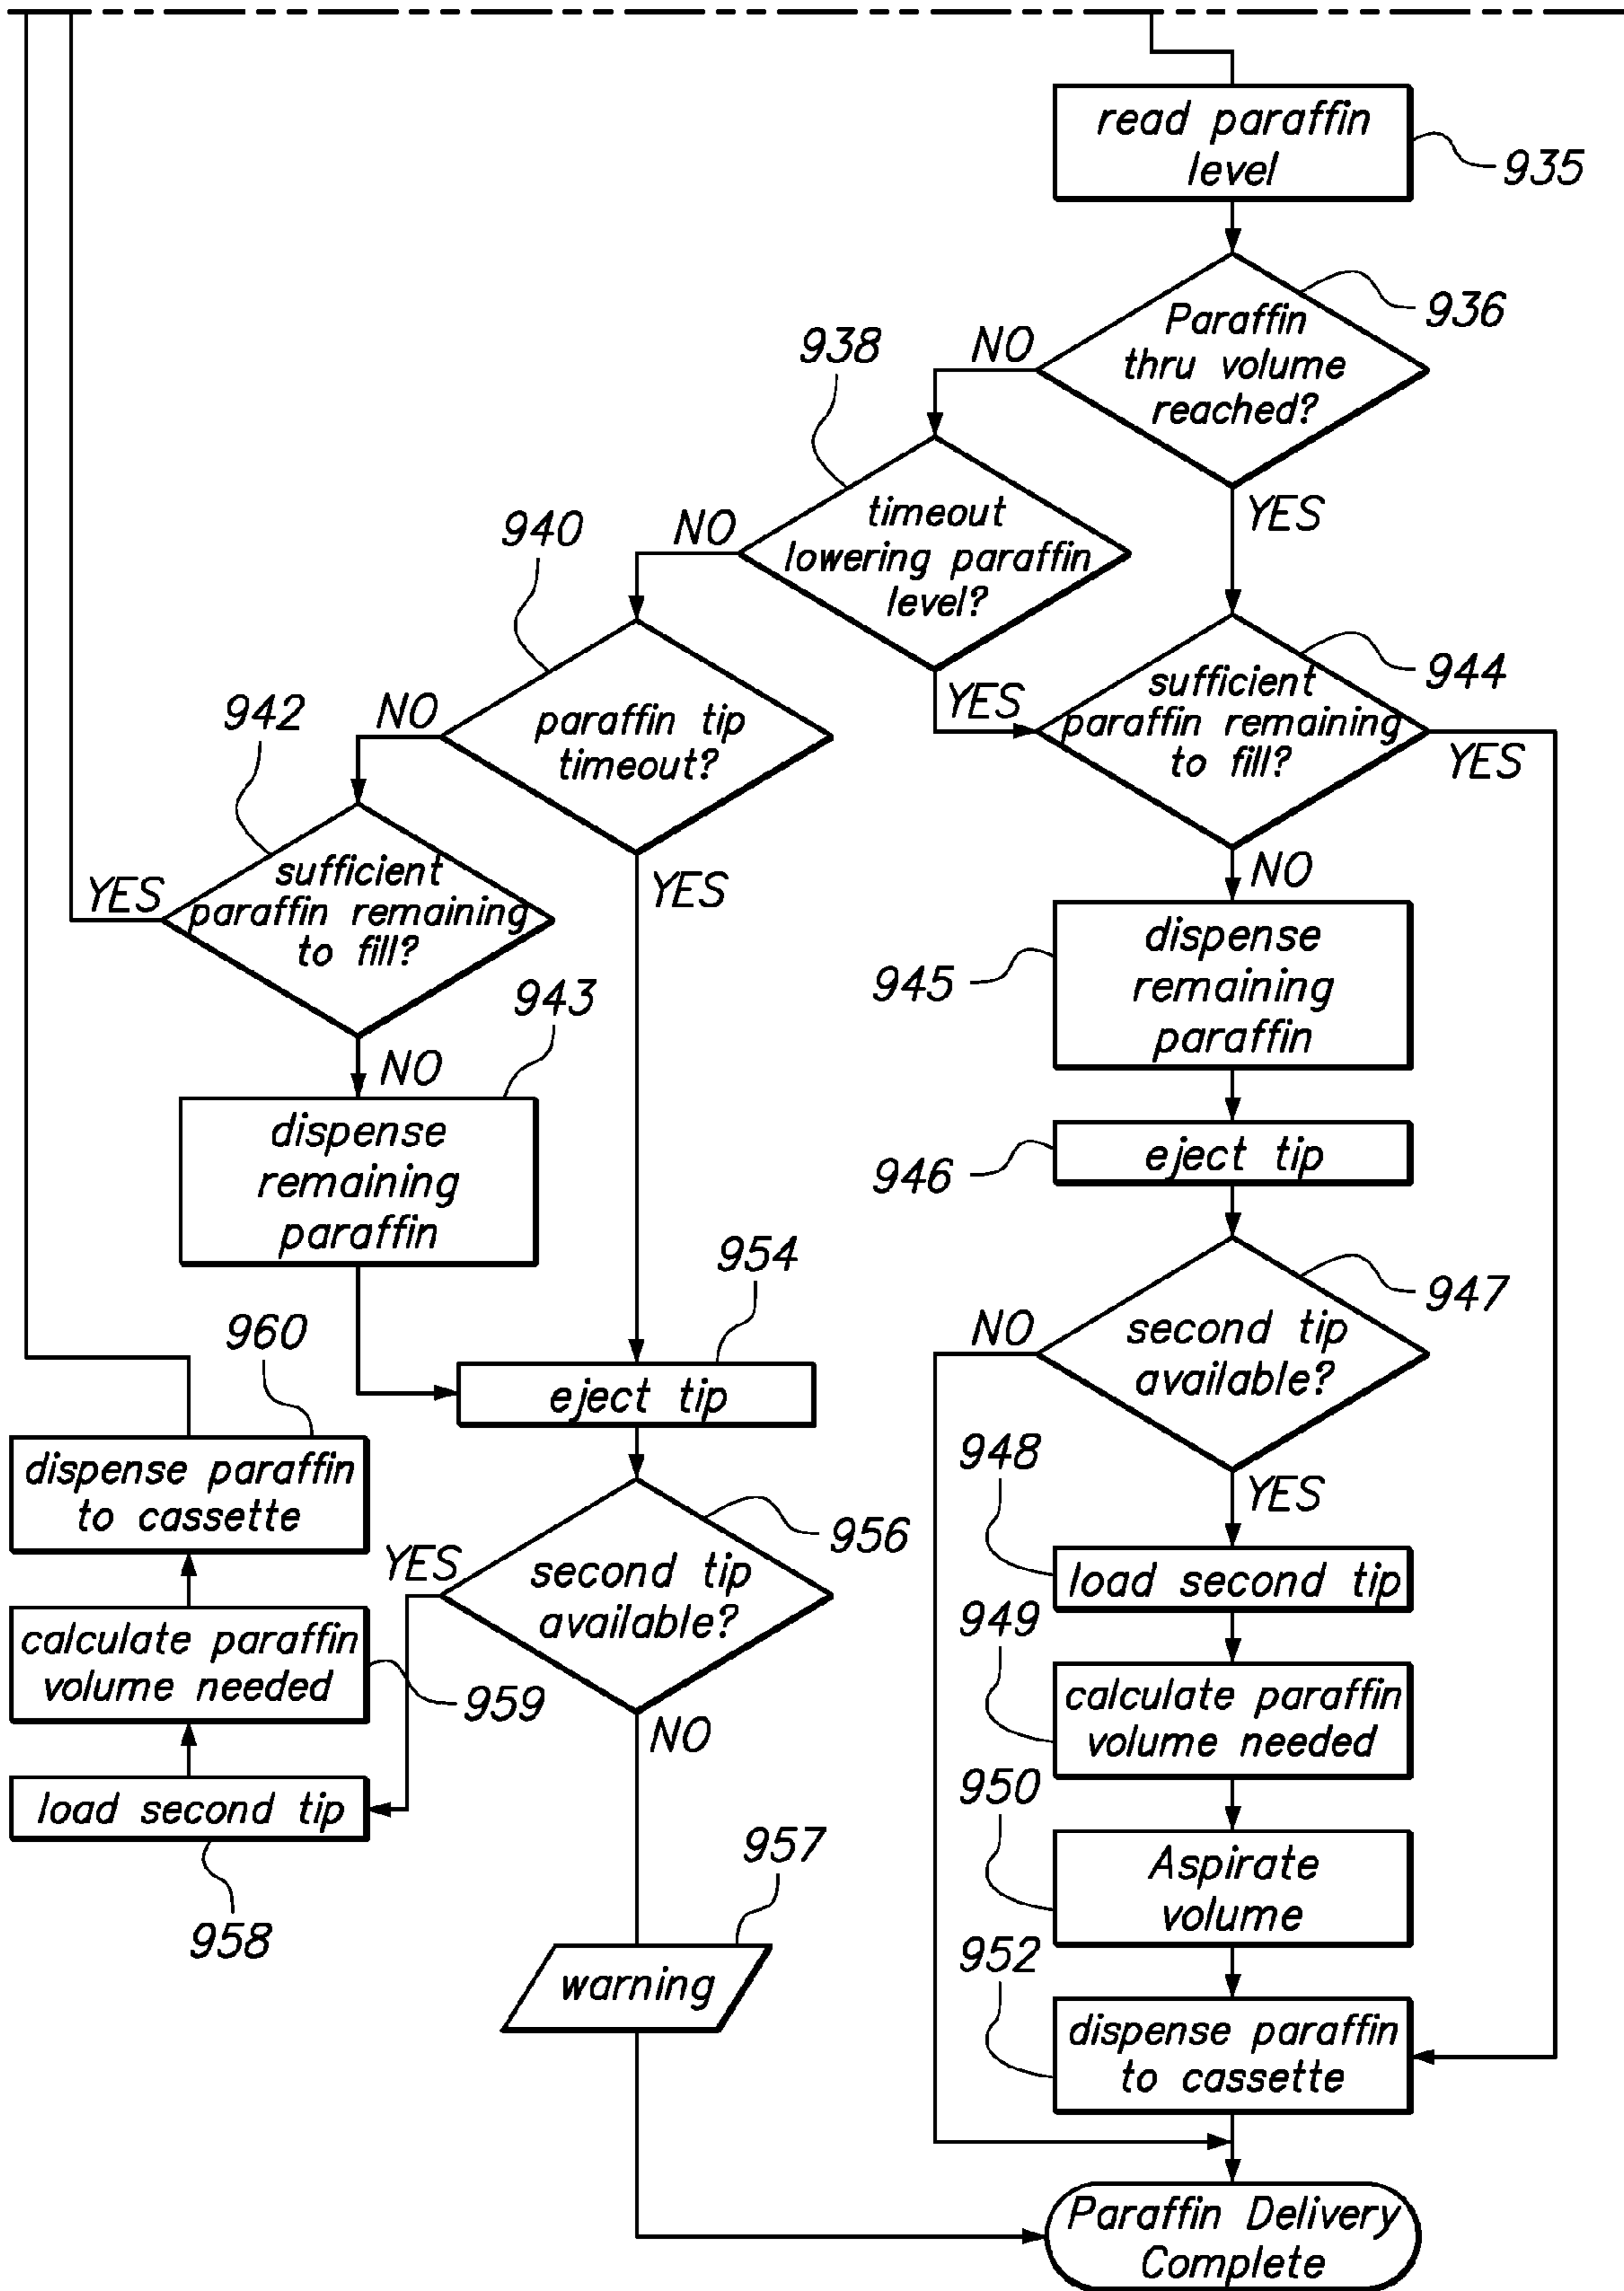 read paraffin
level
935
Paraffin
thru volume
reached?
936
NO
YES
938
timeout
lowering paraffin
level?
NO
YES
940
paraffin tip
timeout?
NO
YES
944
sufficient
paraffin remaining
to fill?
YES
NO
942
sufficient
paraffin remaining
to fill?
YES
NO
943
dispense
remaining
paraffin
945
dispense
remaining
paraffin
946
eject tip
947
second tip
available?
NO
YES
954
eject tip
960
dispense paraffin
to cassette
956
second tip
available?
YES
NO
calculate paraffin
volume needed
959
load second tip
958
957
warning
948
load second tip
949
calculate paraffin
volume needed
950
Aspirate
volume
952
dispense paraffin
to cassette
Paraffin Delivery
Complete